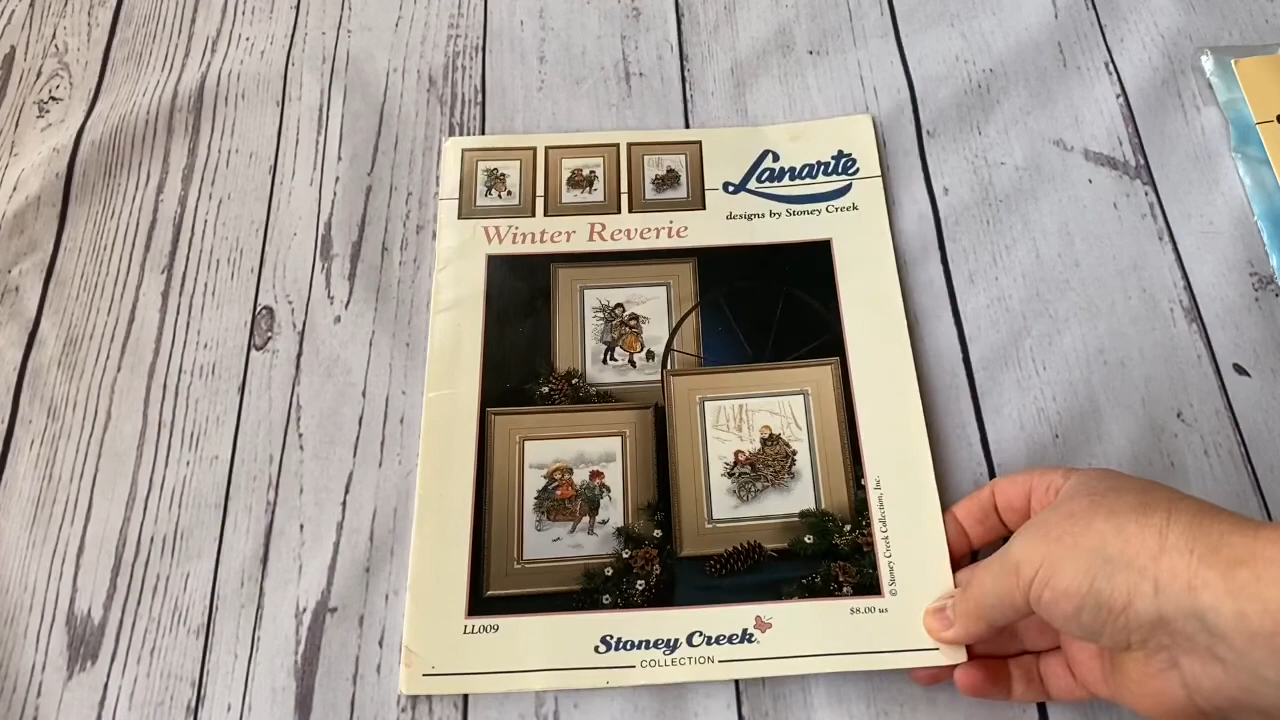 Lanarte
designs by Stoney Creek
Winter Reverie
© Stoney Creek Collection, Inc.
LL009
$8.00 us
Stoney Creek
COLLECTION